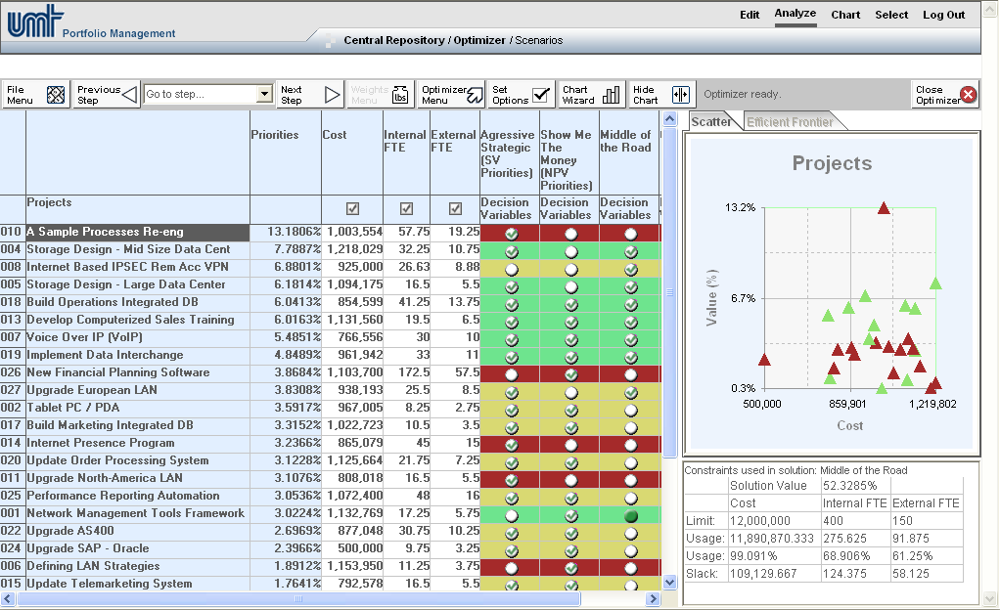 umt Portfolio Management
Edit Analyze Chart Select Log Out
Central Repository / Optimizer / Scenarios
File Menu
Previous Step
Go to step...
Next Step
Weights Menu
lbs
Optimizer Menu
Set Options
Chart Wizard
Hide Chart
Optimizer ready.
Close Optimizer
Priorities Cost Internal FTE External FTE Agressive Strategic (SV Priorities) Show Me The Money (NPV Priorities) Middle of the Road
Projects Decision Variables Decision Variables Decision Variables
010 A Sample Processes Re-eng 13.1806% 1,003,554 57.75 19.25
004 Storage Design - Mid Size Data Cent 7.7887% 1,218,029 32.25 10.75
008 Internet Based IPSEC Rem Acc VPN 6.8801% 925,000 26.63 8.88
005 Storage Design - Large Data Center 6.1814% 1,094,175 16.5 5.5
018 Build Operations Integrated DB 6.0413% 854,599 41.25 13.75
013 Develop Computerized Sales Training 6.0163% 1,131,560 19.5 6.5
007 Voice Over IP (VoIP) 5.4851% 766,556 30 10
019 Implement Data Interchange 4.8489% 961,942 33 11
026 New Financial Planning Software 3.8684% 1,103,700 172.5 57.5
027 Upgrade European LAN 3.8308% 938,193 25.5 8.5
002 Tablet PC / PDA 3.5917% 967,005 8.25 2.75
017 Build Marketing Integrated DB 3.3152% 1,022,723 10.5 3.5
014 Internet Presence Program 3.2366% 865,079 45 15
020 Update Order Processing System 3.1228% 1,125,664 21.75 7.25
011 Upgrade North-America LAN 3.1076% 808,018 16.5 5.5
025 Performance Reporting Automation 3.0536% 1,072,400 48 16
001 Network Management Tools Framework 3.0224% 1,132,769 17.25 5.75
022 Upgrade AS400 2.6969% 877,048 30.75 10.25
024 Upgrade SAP - Oracle 2.3966% 500,000 9.75 3.25
006 Defining LAN Strategies 1.8912% 1,153,950 11.25 3.75
015 Update Telemarketing System 1.7641% 792,578 16.5 5.5
Scatter Efficient Frontier
Projects
13.2%
6.7%
0.3%
Value (%)
500,000 859,901 1,219,802
Cost
Constraints used in solution: Middle of the Road
Solution Value 52.3285%
Cost Internal FTE External FTE
Limit: 12,000,000 400 150
Usage: 11,890,870.333 275.625 91.875
Usage: 99.091% 68.906% 61.25%
Slack: 109,129.667 124.375 58.125